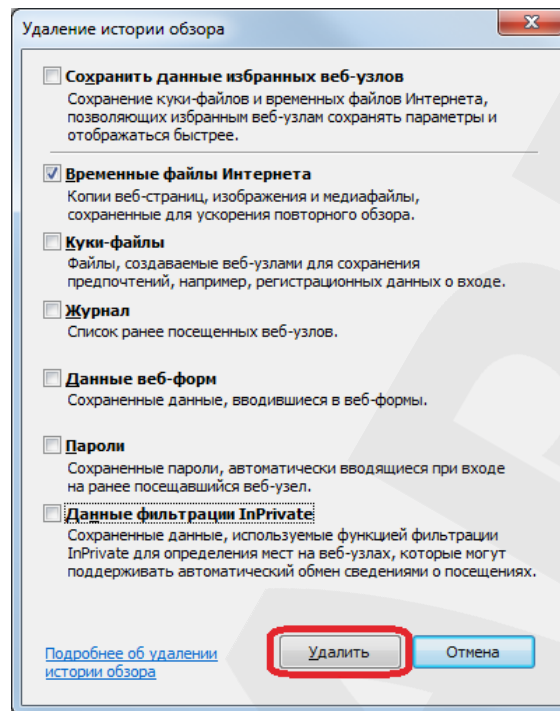 Удаление истории обзора
Сохранить данные избранных веб-узлов
Сохранение куки-файлов и временных файлов Интернета,
позволяющих избранным веб-узлам сохранять параметры и
отображаться быстрее.
Временные файлы Интернета
Копии веб-страниц, изображения и медиафайлы,
сохраненные для ускорения повторного обзора.
Куки-файлы
Файлы, создаваемые веб-узлами для сохранения
предпочтений, например, регистрационных данных о входе.
Журнал
Список ранее посещенных веб-узлов.
Данные веб-форм
Сохраненные данные, вводившиеся в веб-формы.
Пароли
Сохраненные пароли, автоматически вводящиеся при входе
на ранее посещавшийся веб-узел.
Данные фильтрации InPrivate
Сохраненные данные, используемые функцией фильтрации
InPrivate для определения мест на веб-узлах, которые могут
поддерживать автоматический обмен сведениями о посещениях.
Подробнее об удалении
истории обзора
Удалить
Отмена